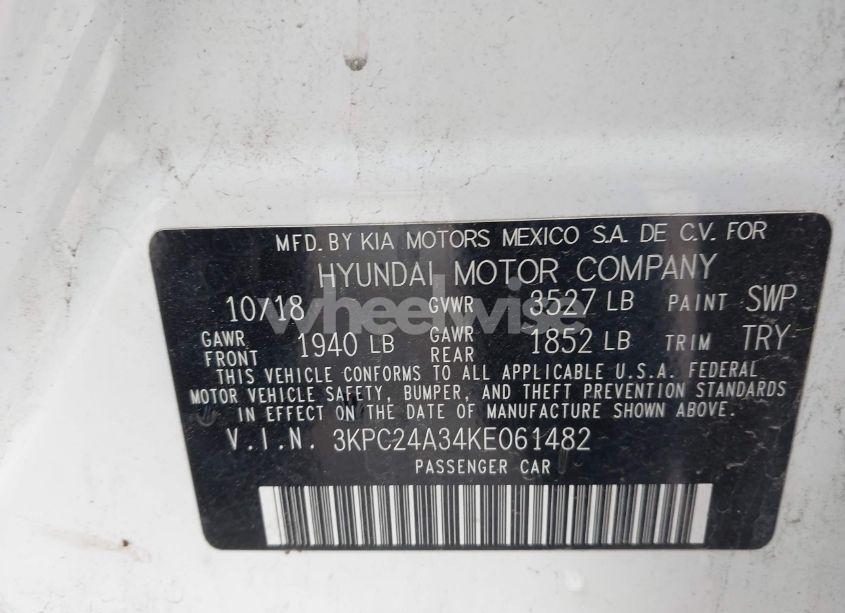 MFD. BY KIA MOTORS MEXICO S.A. DE C.V. FOR
HYUNDAI MOTOR COMPANY
10/18 GVWR 3527 LB PAINT SWP
GAWR FRONT 1940 LB GAWR REAR 1852 LB TRIM TRY
THIS VEHICLE CONFORMS TO ALL APPLICABLE U.S.A. FEDERAL
MOTOR VEHICLE SAFETY, BUMPER, AND THEFT PREVENTION STANDARDS
IN EFFECT ON THE DATE OF MANUFACTURE SHOWN ABOVE.
V.I.N. 3KPC24A34KE061482
PASSENGER CAR
wheelwise